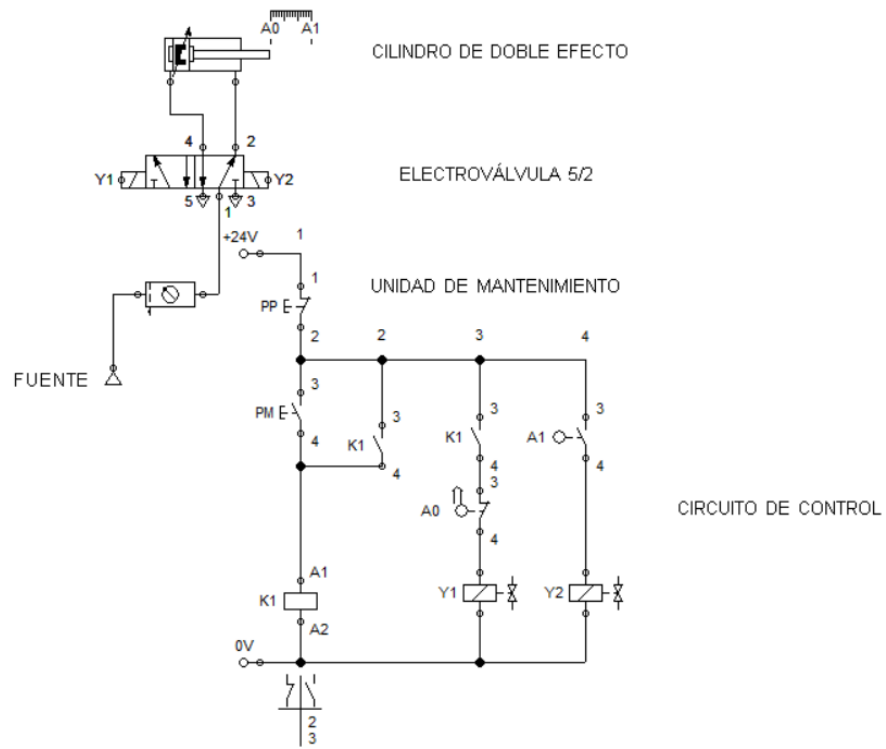 A0 A1
CILINDRO DE DOBLE EFECTO
4 2
Y1 Y2
ELECTROVÁLVULA 5/2
5 1 3
+24V 1
1
UNIDAD DE MANTENIMIENTO
PP
2
2 3 4
FUENTE
3 3 3 3
PM K1 K1 A1
4 4 4 4
3
A0
CIRCUITO DE CONTROL
4
A1
K1 Y1 Y2
A2
0V
2
3